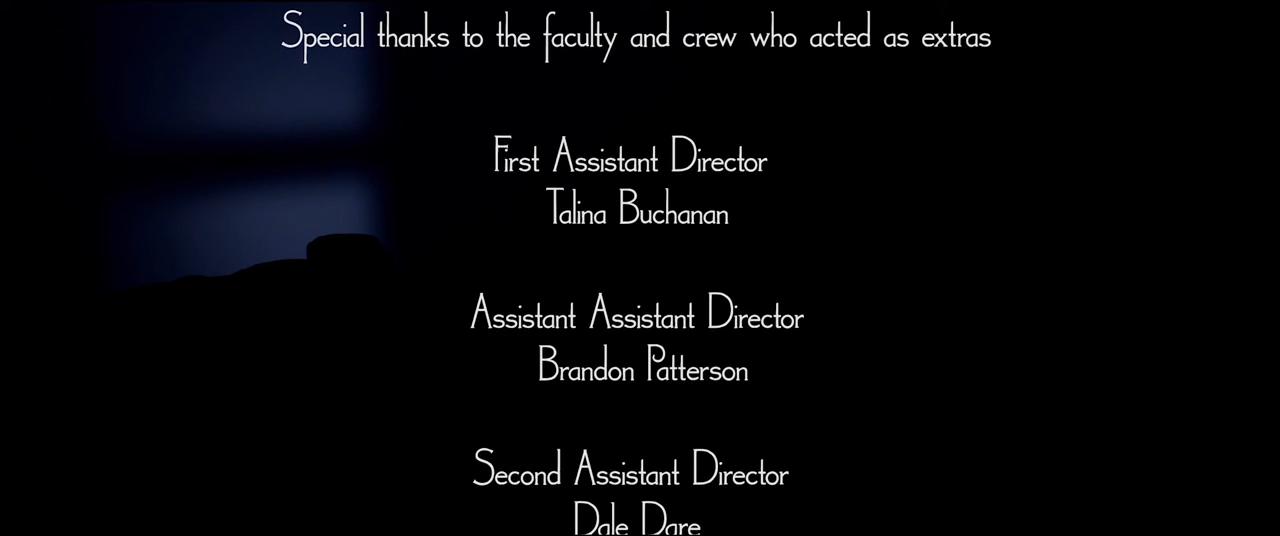 Special thanks to the faculty and crew who acted as extras
First Assistant Director
Talina Buchanan
Assistant Assistant Director
Brandon Patterson
Second Assistant Director
Dale Dare